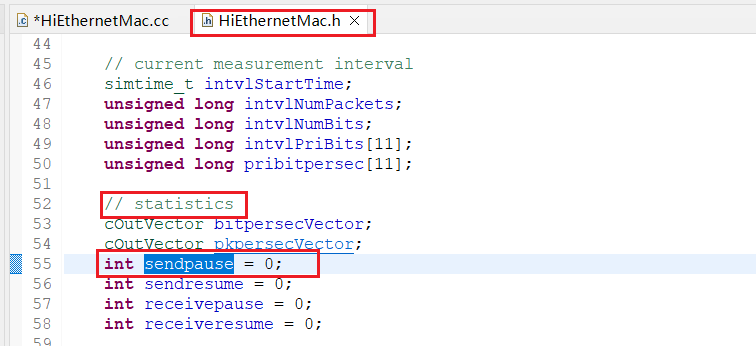 *HiEthernetMac.cc HiEthernetMac.h
44
45 // current measurement interval
46 simtime_t intvlStartTime;
47 unsigned long intvlNumPackets;
48 unsigned long intvlNumBits;
49 unsigned long intvlPriBits[11];
50 unsigned long pribitpersec[11];
51
52 // statistics
53 cOutVector bitpersecVector;
54 cOutVector pkpersecVector;
55 int sendpause = 0;
56 int sendresume = 0;
57 int receivepause = 0;
58 int receiveresume = 0;
59